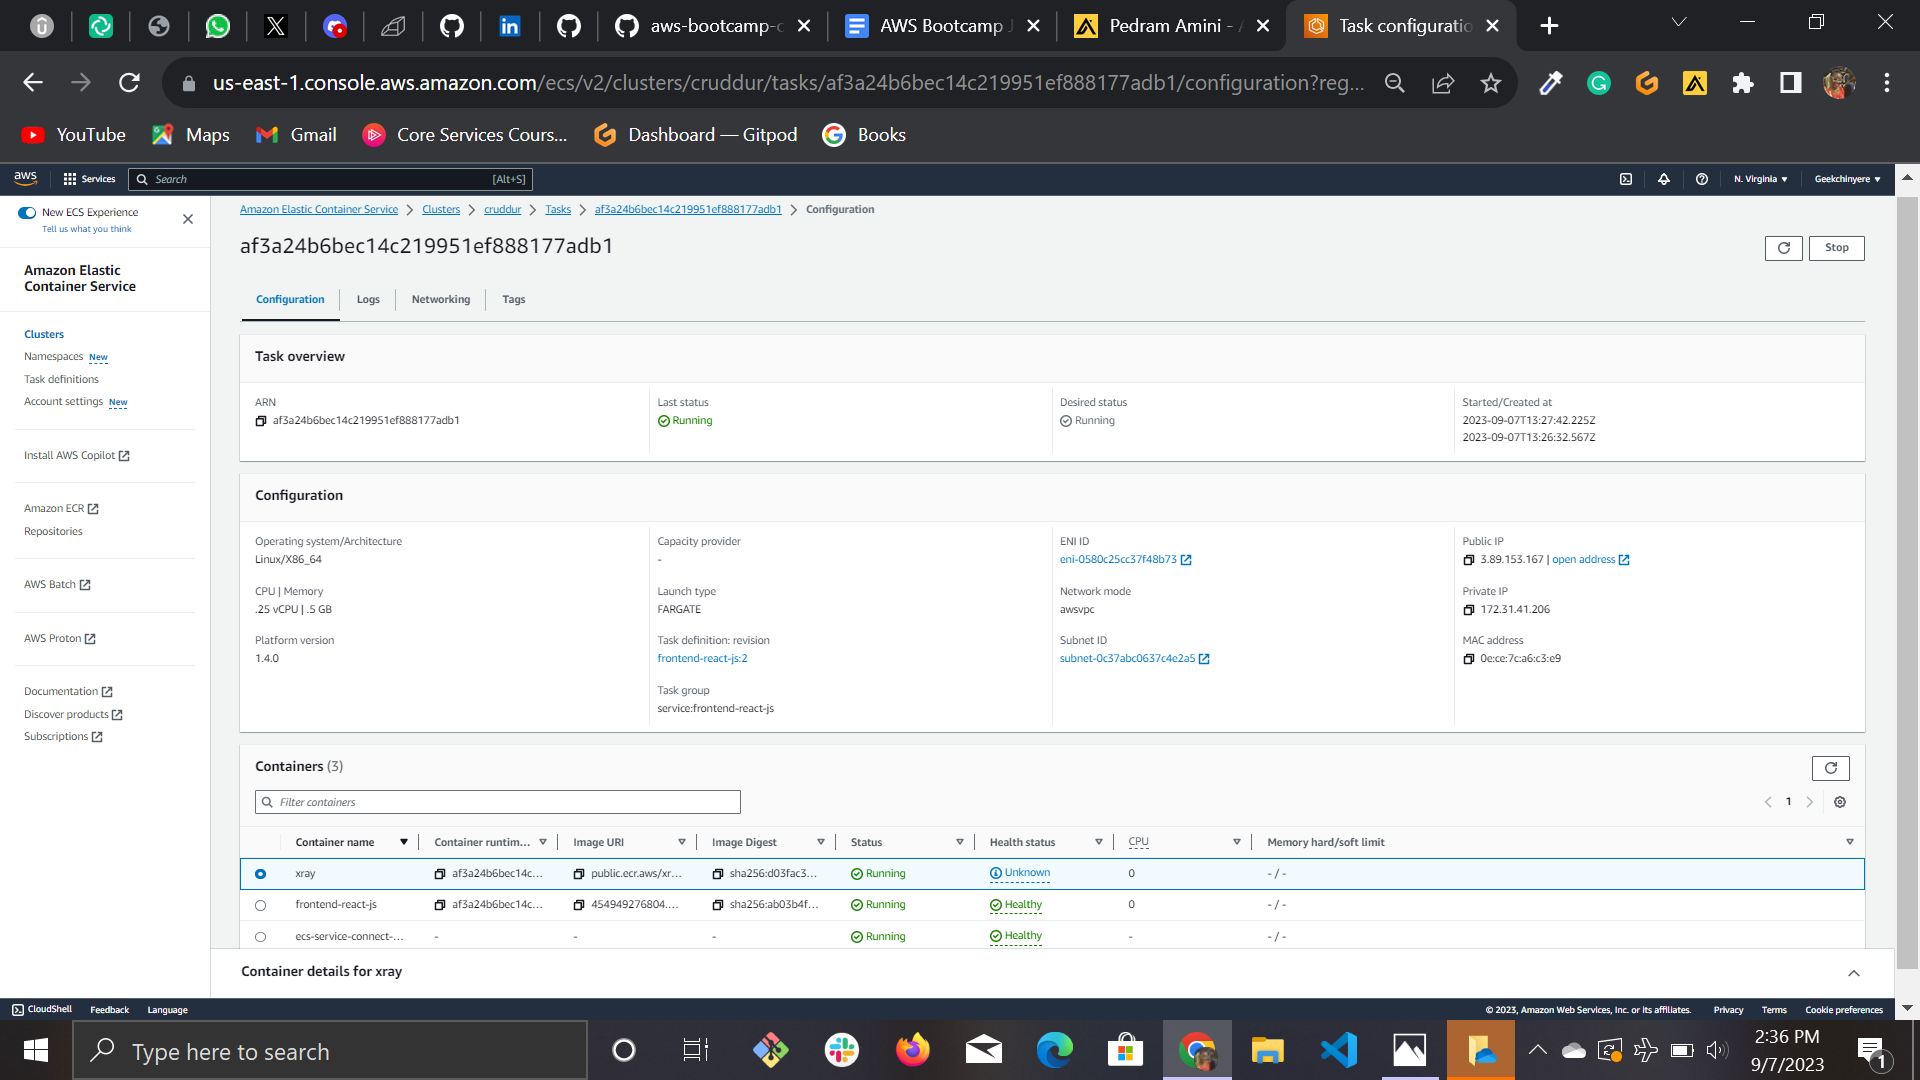 aws-bootcamp-c
AWS Bootcamp J
Pedram Amini - A
Task configuratio
us-east-1.console.aws.amazon.com/ecs/v2/clusters/cruddur/tasks/af3a24b6bec14c219951ef888177adb1/configuration?reg...
YouTube
Maps
Gmail
Core Services Cours...
Dashboard — Gitpod
Books
aws
Services
Search
[Alt+S]
N. Virginia
Geekchinyere
New ECS Experience
Tell us what you think
Amazon Elastic
Container Service
Clusters
Namespaces New
Task definitions
Account settings New
Install AWS Copilot
Amazon ECR
Repositories
AWS Batch
AWS Proton
Documentation
Discover products
Subscriptions
Amazon Elastic Container Service
Clusters
cruddur
Tasks
af3a24b6bec14c219951ef888177adb1
Configuration
af3a24b6bec14c219951ef888177adb1
Stop
Configuration
Logs
Networking
Tags
Task overview
ARN
af3a24b6bec14c219951ef888177adb1
Last status
Running
Desired status
Running
Started/Created at
2023-09-07T13:27:42.225Z
2023-09-07T13:26:32.567Z
Configuration
Operating system/Architecture
Linux/X86_64
CPU | Memory
.25 vCPU | .5 GB
Platform version
1.4.0
Capacity provider
-
Launch type
FARGATE
Task definition: revision
frontend-react-js:2
Task group
service:frontend-react-js
ENI ID
eni-0580c25cc37f48b73
Network mode
awsvpc
Subnet ID
subnet-0c37abc0637c4e2a5
Public IP
3.89.153.167 | open address
Private IP
172.31.41.206
MAC address
0e:ce:7c:a6:c3:e9
Containers (3)
Filter containers
1
Container name Container runtim... Image URI Image Digest Status Health status CPU Memory hard/soft limit
xray af3a24b6bec14c... public.ecr.aws/xr... sha256:d03fac3... Running Unknown 0 - / -
frontend-react-js af3a24b6bec14c... 454949276804.... sha256:ab03b4f... Running Healthy 0 - / -
ecs-service-connect-... - - - Running Healthy - - / -
Container details for xray
CloudShell
Feedback
Language
© 2023, Amazon Web Services, Inc. or its affiliates.
Privacy
Terms
Cookie preferences
Type here to search
2:36 PM
9/7/2023
1